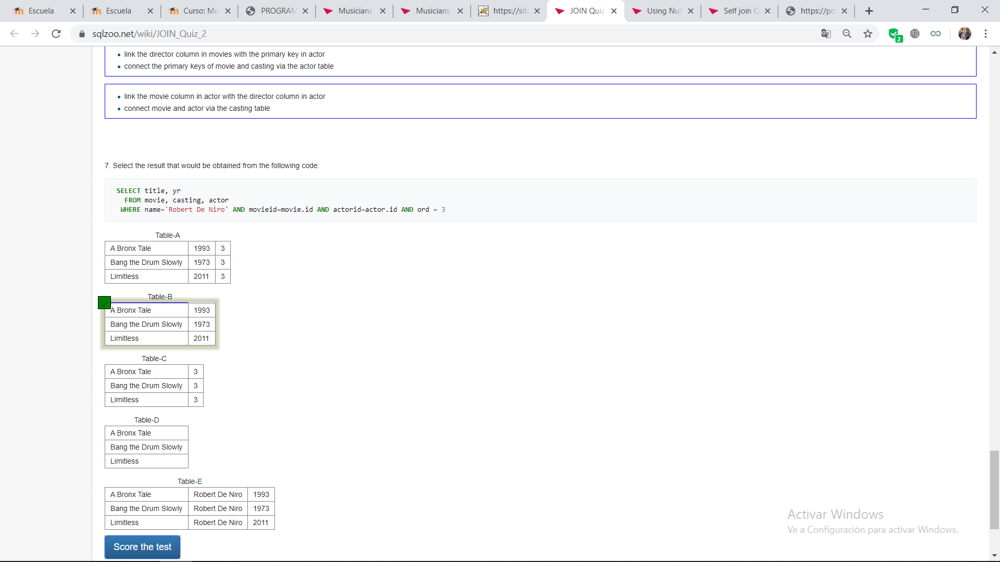 Escuela
Escuela
Curso: Mo
PROGRAM
Musicians
Musicians
https://site
JOIN Quiz
Using Null
Self join Q
https://po
sqlzoo.net/wiki/JOIN_Quiz_2
2
link the director column in movies with the primary key in actor
connect the primary keys of movie and casting via the actor table
link the movie column in actor with the director column in actor
connect movie and actor via the casting table
7. Select the result that would be obtained from the following code:
SELECT title, yr
FROM movie, casting, actor
WHERE name='Robert De Niro' AND movieid=movie.id AND actorid=actor.id AND ord = 3
Table-A
A Bronx Tale 1993 3
Bang the Drum Slowly 1973 3
Limitless 2011 3
Table-B
A Bronx Tale 1993
Bang the Drum Slowly 1973
Limitless 2011
Table-C
A Bronx Tale 3
Bang the Drum Slowly 3
Limitless 3
Table-D
A Bronx Tale
Bang the Drum Slowly
Limitless
Table-E
A Bronx Tale Robert De Niro 1993
Bang the Drum Slowly Robert De Niro 1973
Limitless Robert De Niro 2011
Score the test
Activar Windows
Ve a Configuración para activar Windows.